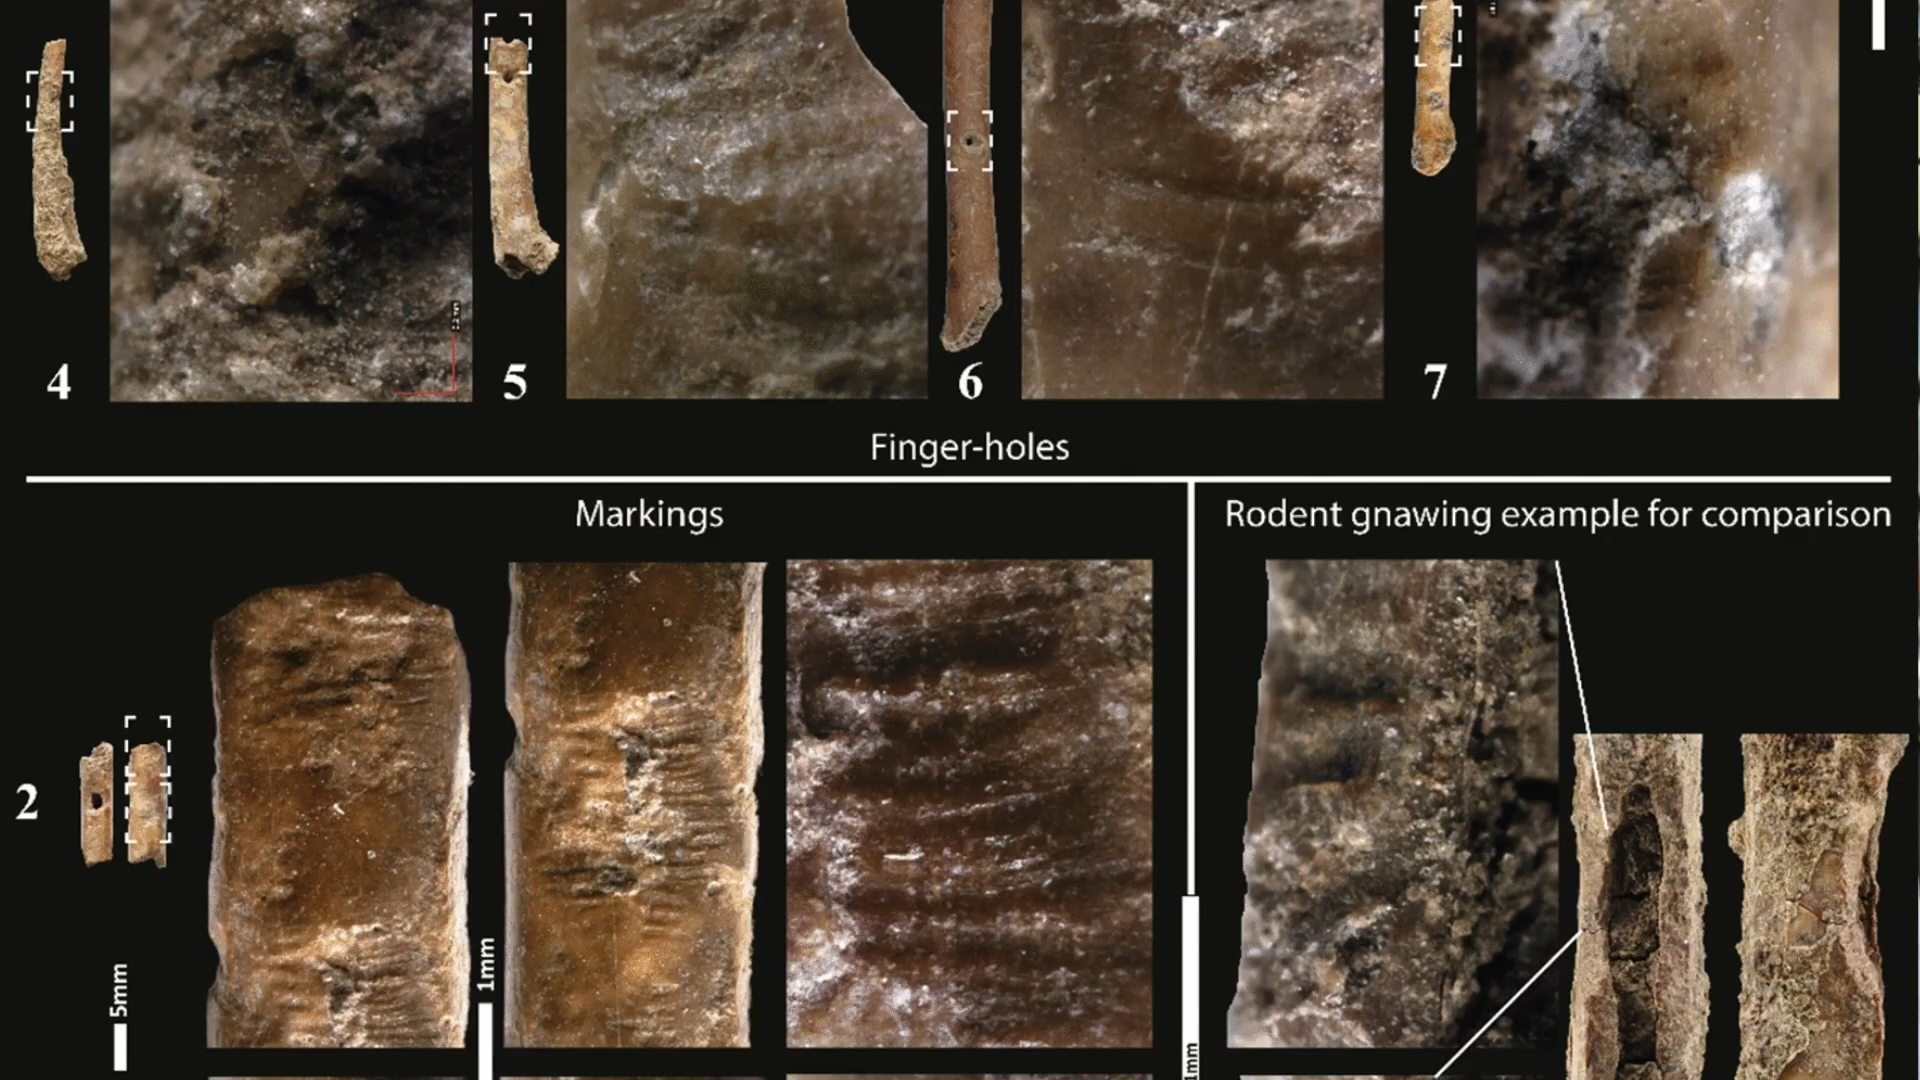 4
5
6
7
Finger-holes
Markings
Rodent gnawing example for comparison
2
5mm
1mm
1mm